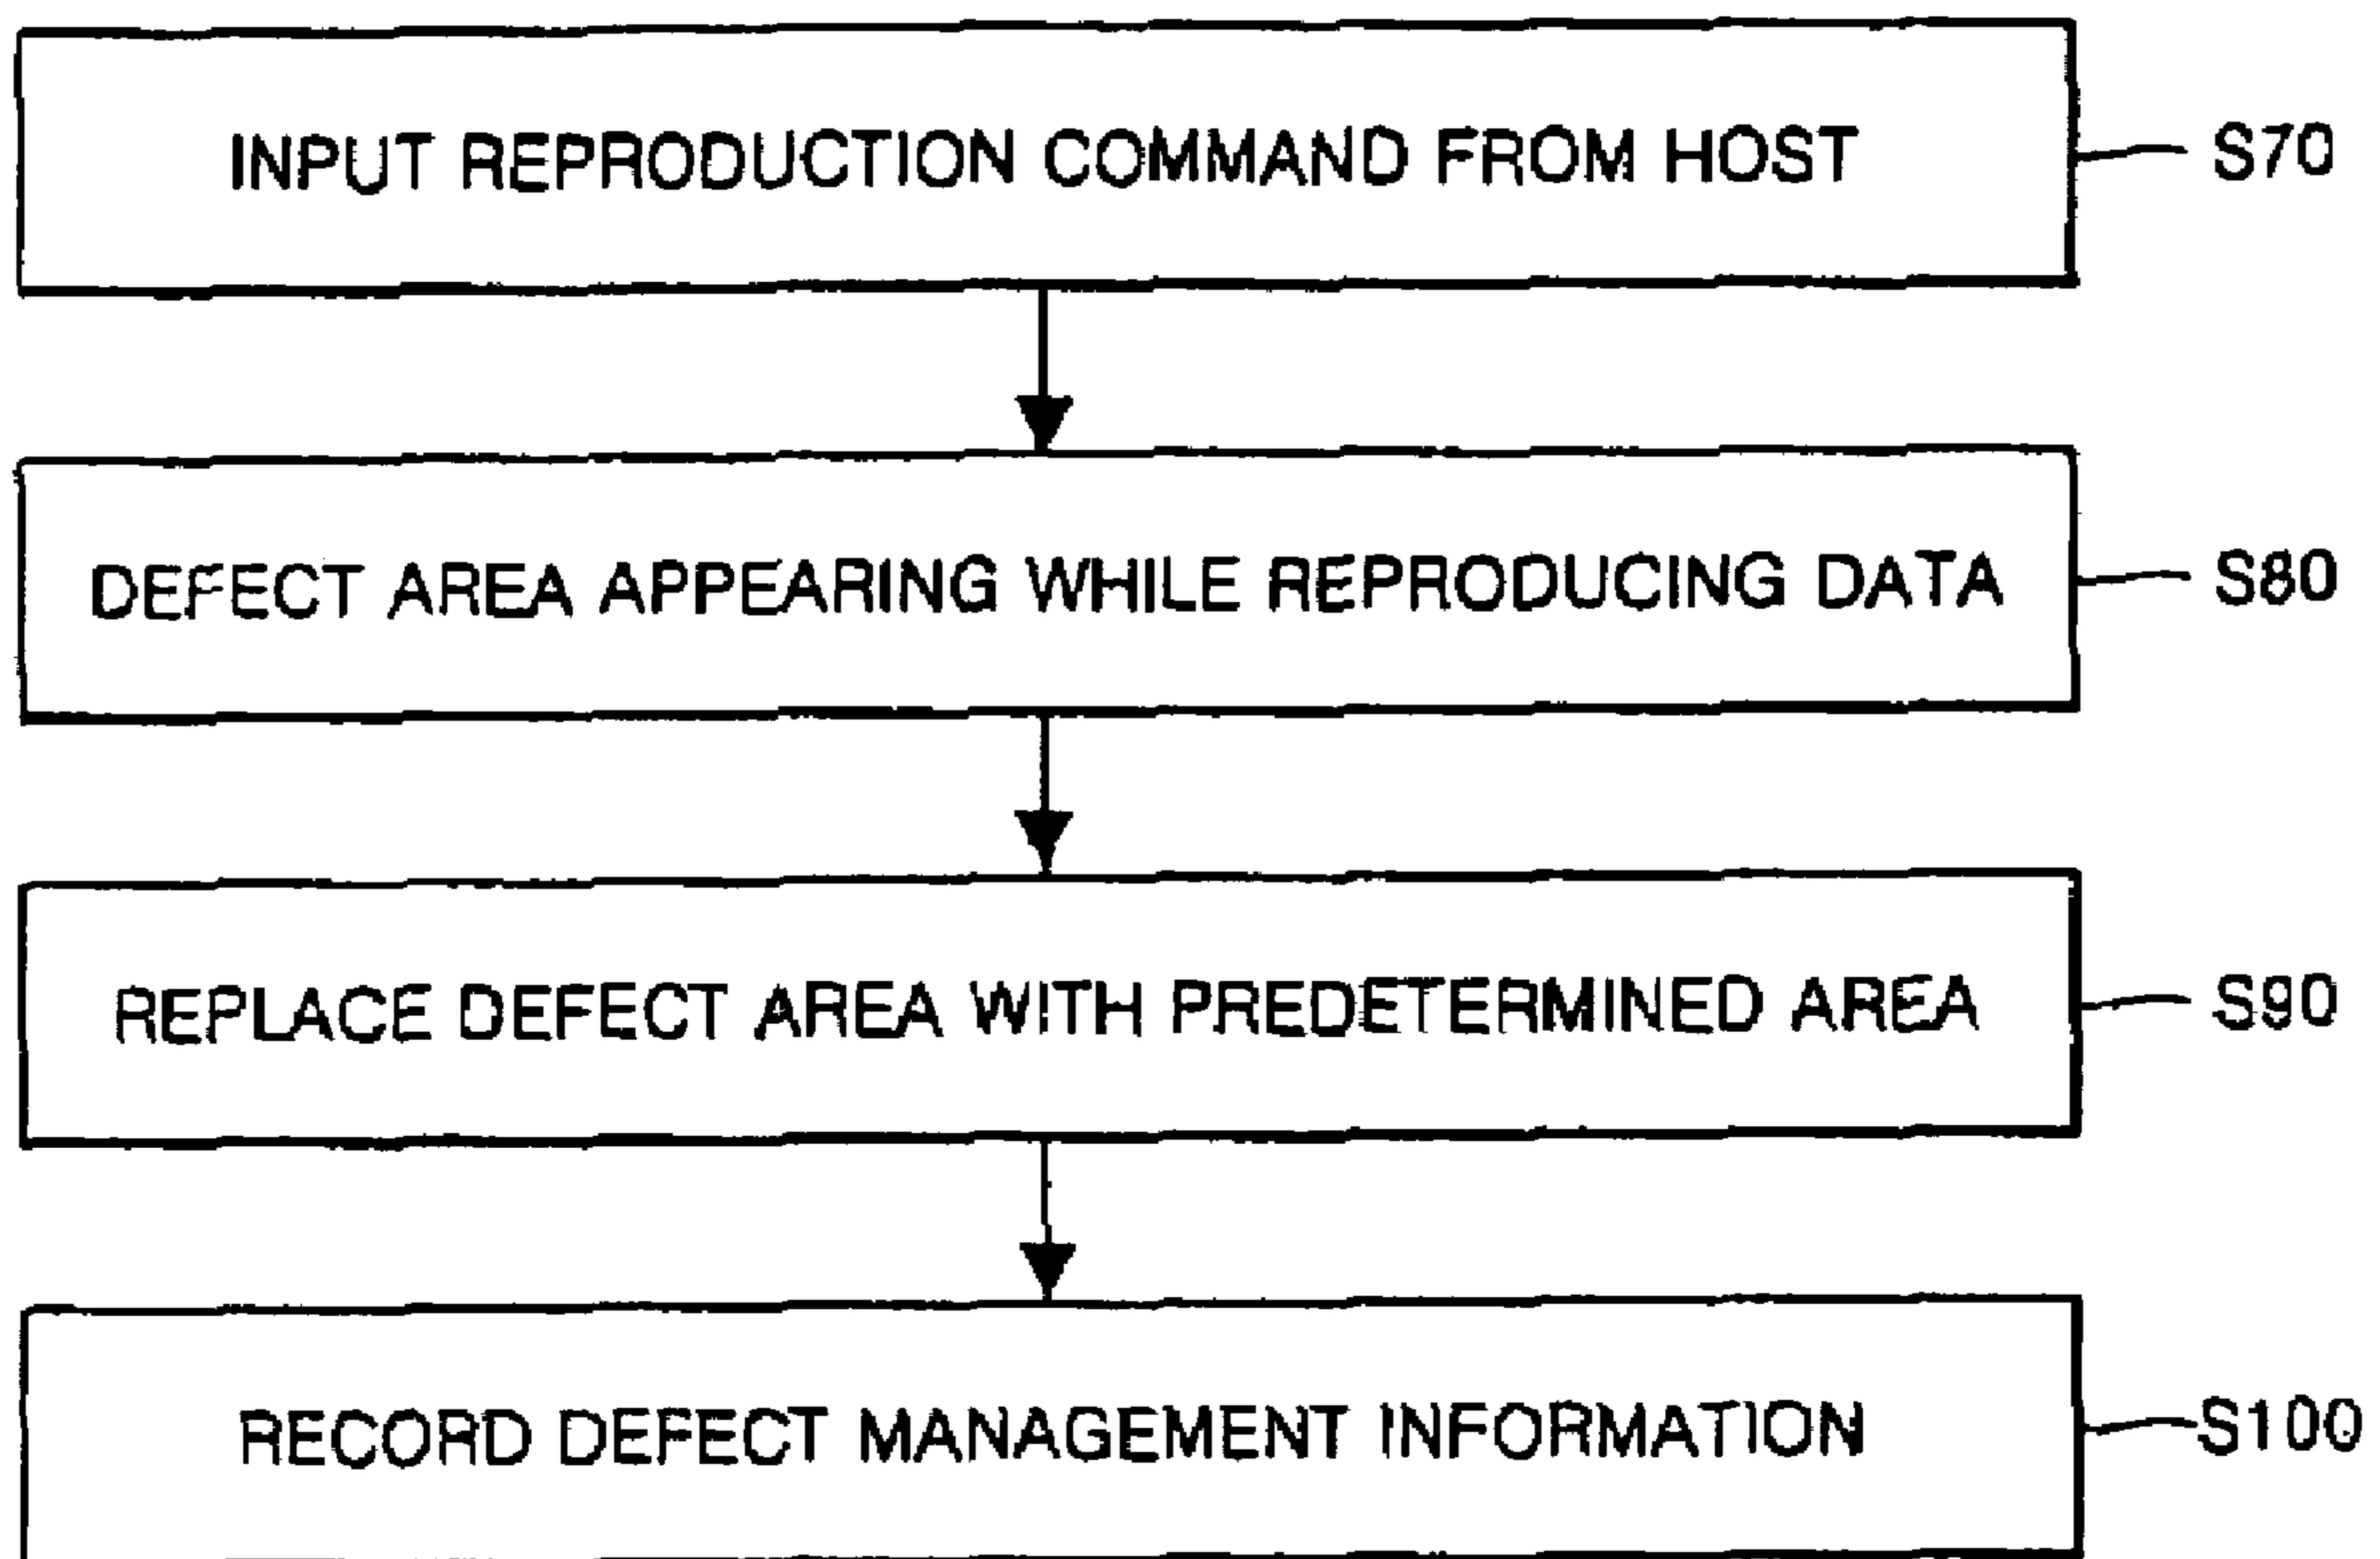 INPUT REPRODUCTION COMMAND FROM HOST S70
DEFECT AREA APPEARING WHILE REPRODUCING DATA S80
REPLACE DEFECT AREA WITH PREDETERMINED AREA S90
RECORD DEFECT MANAGEMENT INFORMATION S100